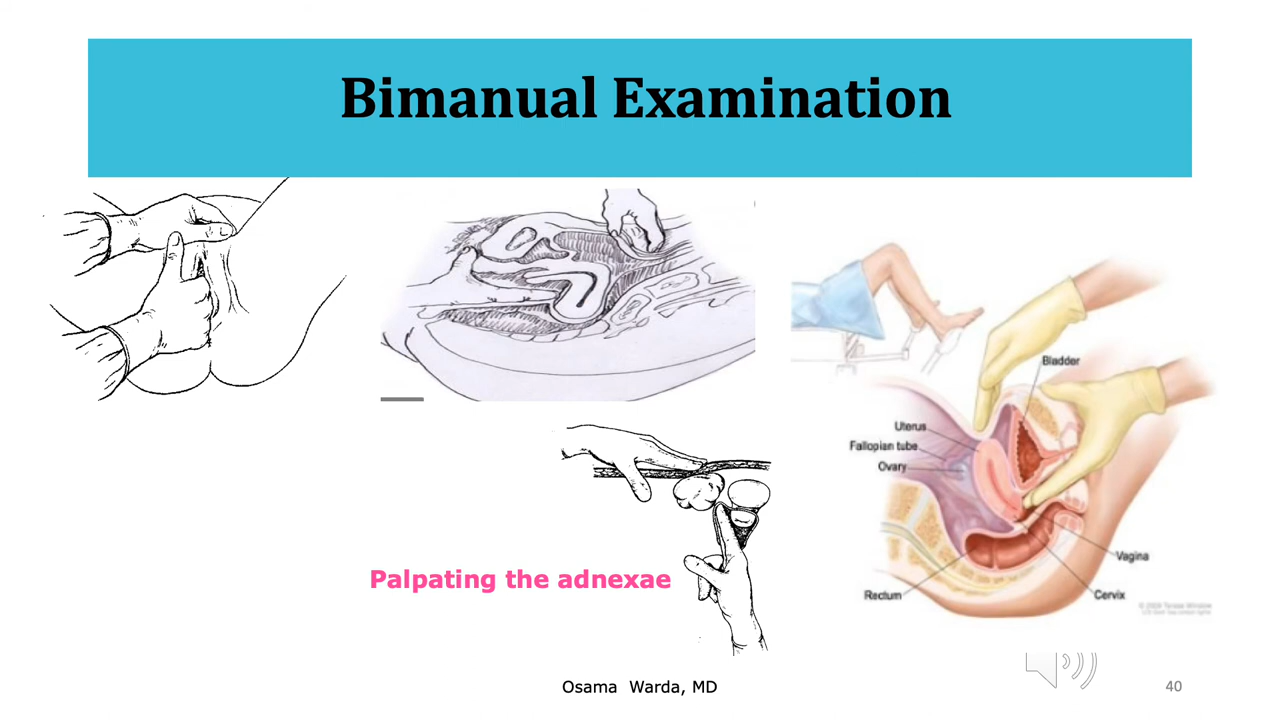 Bimanual Examination
Bladder
Uterus
Fallopian tube
Ovary
Palpating the adnexae
Vagina
Rectum
Cervix
Osama Warda, MD
40